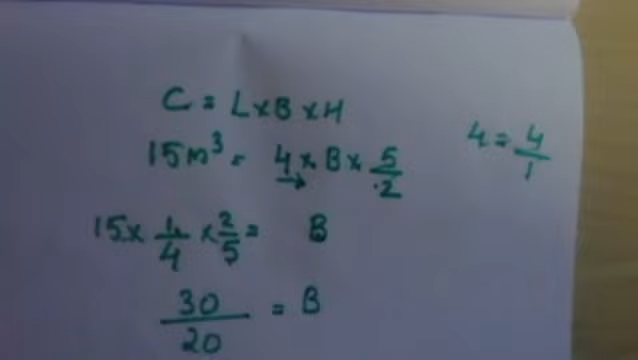 C = L x B x H
15m³ = 4 x B x 5/2
4 = 4/1
15 x 1/4 x 2/5 = B
30/20 = B